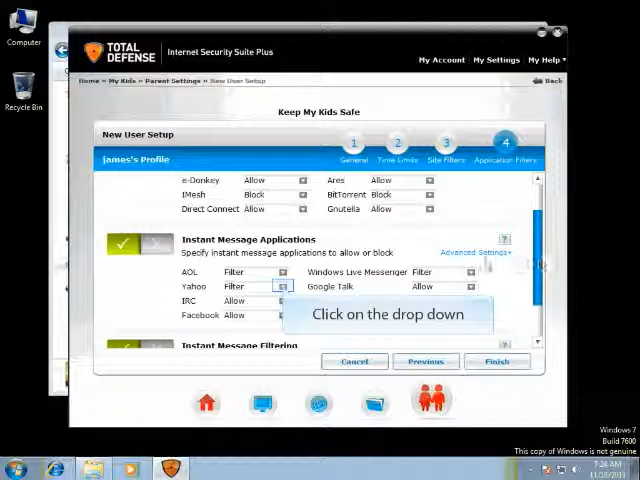 Computer
Recycle Bin
TOTAL DEFENSE Internet Security Suite Plus
My Account My Settings My Help
Home My Kids Parent Settings New User Setup Back
Keep My Kids Safe
New User Setup
1 2 3 4
james's Profile General Time Limits Site Filters Application Filters
e-Donkey Allow Ares Allow
IMesh Block BitTorrent Block
Direct Connect Allow Gnutella Allow
Instant Message Applications ?
Specify instant message applications to allow or block Advanced Settings+
AOL Filter Windows Live Messenger Filter
Yahoo Filter Google Talk Allow
IRC Allow
Facebook Allow
Click on the drop down
Instant Message Filtering ?
Cancel Previous Finish
Windows 7
Build 7600
This copy of Windows is not genuine